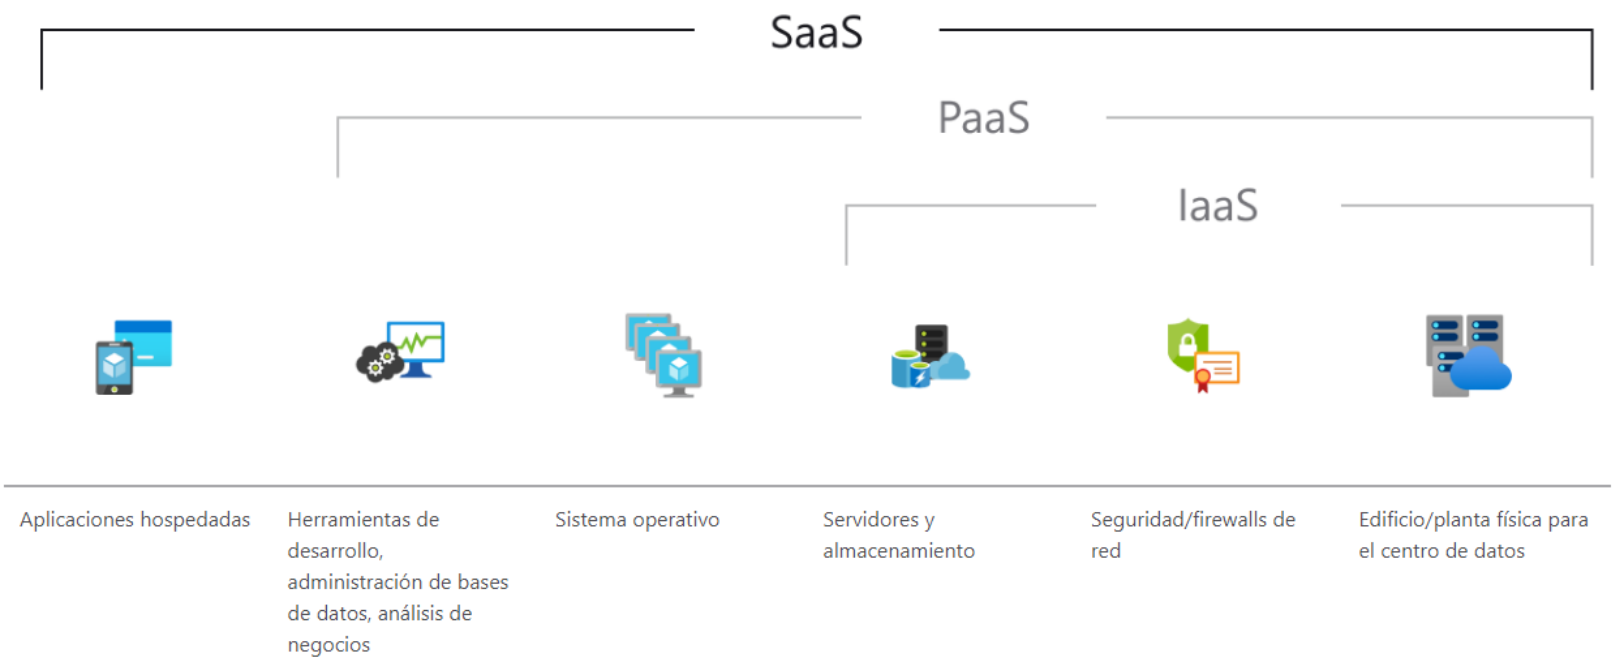 SaaS
PaaS
IaaS
Aplicaciones hospedadas
Herramientas de
desarrollo,
administración de bases
de datos, análisis de
negocios
Sistema operativo
Servidores y
almacenamiento
Seguridad/firewalls de
red
Edificio/planta física para
el centro de datos